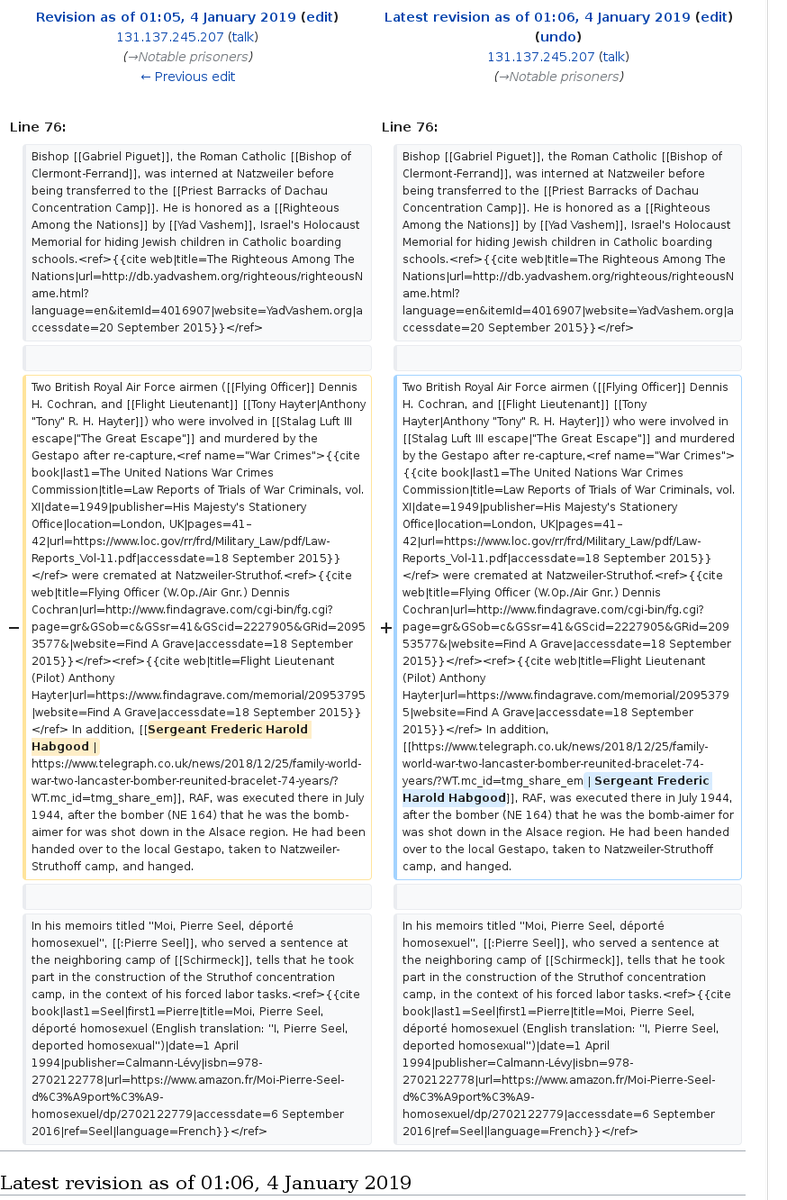 Revision as of 01:05, 4 January 2019 (edit)
131.137.245.207 (talk)
(→Notable prisoners)
← Previous edit
Latest revision as of 01:06, 4 January 2019 (edit)
(undo)
131.137.245.207 (talk)
(→Notable prisoners)
Line 76:
Bishop [[Gabriel Piguet]], the Roman Catholic [[Bishop of
Clermont-Ferrand]], was interned at Natzweiler before
being transferred to the [[Priest Barracks of Dachau
Concentration Camp]]. He is honored as a [[Righteous
Among the Nations]] by [[Yad Vashem]], Israel's Holocaust
Memorial for hiding Jewish children in Catholic boarding
schools.<ref>{{cite web|title=The Righteous Among The
Nations|url=http://db.yadvashem.org/righteous/righteousN
ame.html?
language=en&itemId=4016907|website=YadVashem.org|a
ccessdate=20 September 2015}}</ref>
− Two British Royal Air Force airmen ([[Flying Officer]] Dennis
H. Cochran, and [[Flight Lieutenant]] [[Tony Hayter|Anthony
"Tony" R. H. Hayter]]) who were involved in [[Stalag Luft III
escape|"The Great Escape"]] and murdered by the
Gestapo after re-capture,<ref name="War Crimes">{{cite
book|last1=The United Nations War Crimes
Commission|title=Law Reports of Trials of War Criminals, vol.
XI|date=1949|publisher=His Majesty's Stationery
Office|location=London, UK|pages=41–
42|url=https://www.loc.gov/rr/frd/Military_Law/pdf/Law-
Reports_Vol-11.pdf|accessdate=18 September 2015}}
</ref> were cremated at Natzweiler-Struthof.<ref>{{cite
web|title=Flying Officer (W.Op./Air Gnr.) Dennis
Cochran|url=http://www.findagrave.com/cgi-bin/fg.cgi?
page=gr&GSob=c&GSsr=41&GScid=2227905&GRid=2095
3577&|website=Find A Grave|accessdate=18 September
2015}}</ref><ref>{{cite web|title=Flight Lieutenant
(Pilot) Anthony
Hayter|url=https://www.findagrave.com/memorial/20953795
|website=Find A Grave|accessdate=18 September 2015}}
</ref> In addition, [[Sergeant Frederic Harold
Habgood |
https://www.telegraph.co.uk/news/2018/12/25/family-world-
war-two-lancaster-bomber-reunited-bracelet-74-years/?
WT.mc_id=tmg_share_em]], RAF, was executed there in July
1944, after the bomber (NE 164) that he was the bomb-
aimer for was shot down in the Alsace region. He had been
handed over to the local Gestapo, taken to Natzweiler-
Struthoff camp, and hanged.
In his memoirs titled "Moi, Pierre Seel, déporté
homosexuel", [[:Pierre Seel]], who served a sentence at
the neighboring camp of [[Schirmeck]], tells that he took
part in the construction of the Struthof concentration
camp, in the context of his forced labor tasks.<ref>{{cite
book|last1=Seel|first1=Pierre|title=Moi, Pierre Seel,
déporté homosexuel (English translation: "I, Pierre Seel,
deported homosexual")|date=1 April
1994|publisher=Calmann-Lévy|isbn=978-
2702122778|url=https://www.amazon.fr/Moi-Pierre-Seel-
d%C3%A9port%C3%A9-
homosexuel/dp/2702122779|accessdate=6 September
2016|ref=Seel|language=French}}</ref>
Line 76:
Bishop [[Gabriel Piguet]], the Roman Catholic [[Bishop of
Clermont-Ferrand]], was interned at Natzweiler before
being transferred to the [[Priest Barracks of Dachau
Concentration Camp]]. He is honored as a [[Righteous
Among the Nations]] by [[Yad Vashem]], Israel's Holocaust
Memorial for hiding Jewish children in Catholic boarding
schools.<ref>{{cite web|title=The Righteous Among The
Nations|url=http://db.yadvashem.org/righteous/righteousN
ame.html?
language=en&itemId=4016907|website=YadVashem.org|a
ccessdate=20 September 2015}}</ref>
+ Two British Royal Air Force airmen ([[Flying Officer]] Dennis
H. Cochran, and [[Flight Lieutenant]] [[Tony
Hayter|Anthony "Tony" R. H. Hayter]]) who were involved in
[[Stalag Luft III escape|"The Great Escape"]] and murdered
by the Gestapo after re-capture,<ref name="War Crimes">
{{cite book|last1=The United Nations War Crimes
Commission|title=Law Reports of Trials of War Criminals, vol.
XI|date=1949|publisher=His Majesty's Stationery
Office|location=London, UK|pages=41–
42|url=https://www.loc.gov/rr/frd/Military_Law/pdf/Law-
Reports_Vol-11.pdf|accessdate=18 September 2015}}
</ref> were cremated at Natzweiler-Struthof.<ref>{{cite
web|title=Flying Officer (W.Op./Air Gnr.) Dennis
Cochran|url=http://www.findagrave.com/cgi-bin/fg.cgi?
page=gr&GSob=c&GSsr=41&GScid=2227905&GRid=209
53577&|website=Find A Grave|accessdate=18 September
2015}}</ref><ref>{{cite web|title=Flight Lieutenant
(Pilot) Anthony
Hayter|url=https://www.findagrave.com/memorial/2095379
5|website=Find A Grave|accessdate=18 September
2015}}</ref> In addition,
[[https://www.telegraph.co.uk/news/2018/12/25/family-
world-war-two-lancaster-bomber-reunited-bracelet-74-
years/?WT.mc_id=tmg_share_em | Sergeant Frederic
Harold Habgood]], RAF, was executed there in July 1944,
after the bomber (NE 164) that he was the bomb-aimer for
was shot down in the Alsace region. He had been handed
over to the local Gestapo, taken to Natzweiler-Struthoff
camp, and hanged.
In his memoirs titled "Moi, Pierre Seel, déporté
homosexuel", [[:Pierre Seel]], who served a sentence at
the neighboring camp of [[Schirmeck]], tells that he took
part in the construction of the Struthof concentration
camp, in the context of his forced labor tasks.<ref>{{cite
book|last1=Seel|first1=Pierre|title=Moi, Pierre Seel,
déporté homosexuel (English translation: "I, Pierre Seel,
deported homosexual")|date=1 April
1994|publisher=Calmann-Lévy|isbn=978-
2702122778|url=https://www.amazon.fr/Moi-Pierre-Seel-
d%C3%A9port%C3%A9-
homosexuel/dp/2702122779|accessdate=6 September
2016|ref=Seel|language=French}}</ref>
Latest revision as of 01:06, 4 January 2019